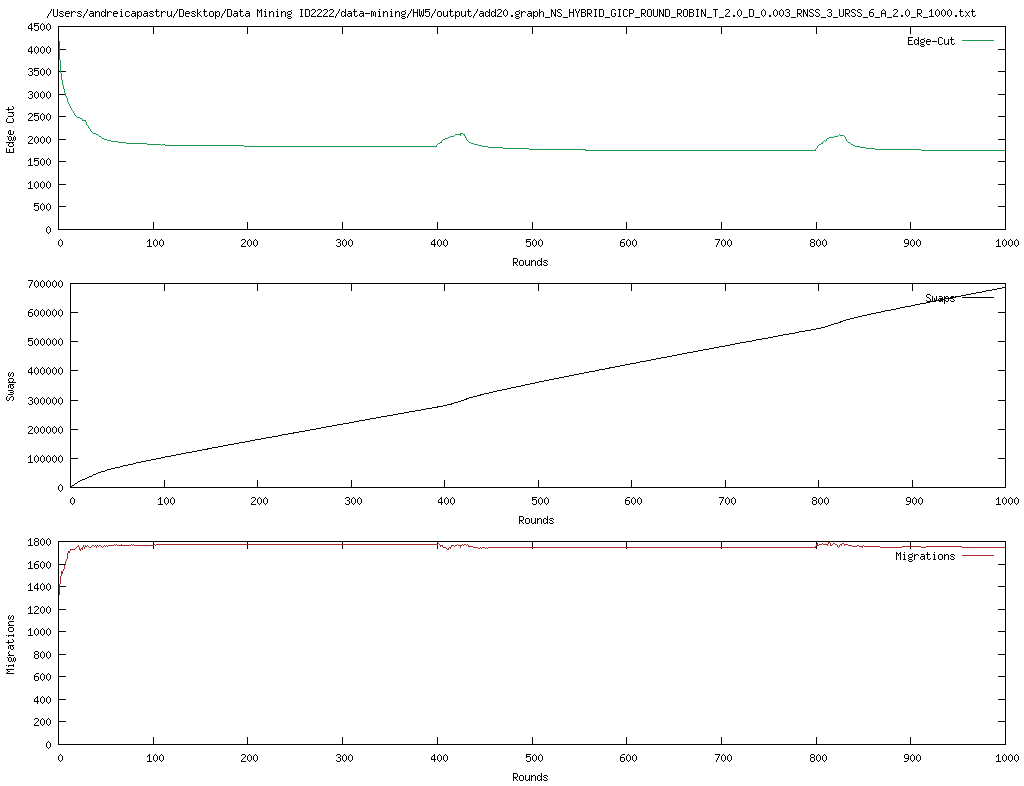 /Users/andreicapastru/Desktop/Data Mining ID2222/data-mining/HW5/output/add20.graph_NS_HYBRID_GICP_ROUND_ROBIN_T_2.0_D_0.003_RNSS_3_URSS_6_A_2.0_R_1000.txt
Edge-Cut
4500
4000
3500
3000
2500
2000
1500
1000
500
0
Edge Cut
0 100 200 300 400 500 600 700 800 900 1000
Rounds
Swaps
700000
600000
500000
400000
300000
200000
100000
0
Swaps
0 100 200 300 400 500 600 700 800 900 1000
Rounds
Migrations
1800
1600
1400
1200
1000
800
600
400
200
0
Migrations
0 100 200 300 400 500 600 700 800 900 1000
Rounds